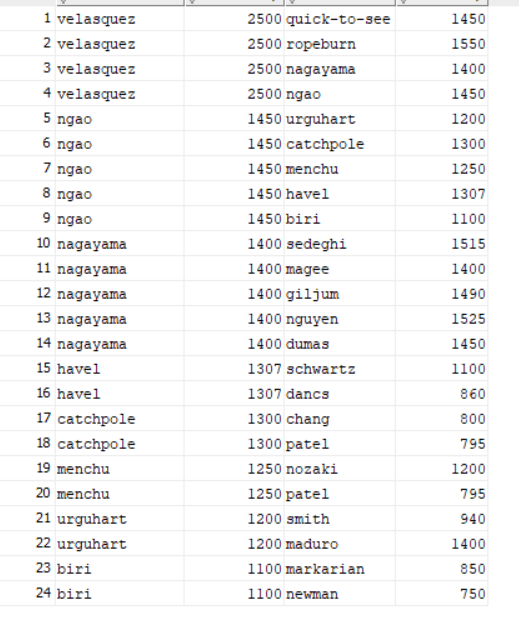 1 velasquez 2500 quick-to-see 1450
2 velasquez 2500 ropeburn 1550
3 velasquez 2500 nagayama 1400
4 velasquez 2500 ngao 1450
5 ngao 1450 urguhart 1200
6 ngao 1450 catchpole 1300
7 ngao 1450 menchu 1250
8 ngao 1450 havel 1307
9 ngao 1450 biri 1100
10 nagayama 1400 sedeghi 1515
11 nagayama 1400 magee 1400
12 nagayama 1400 giljum 1490
13 nagayama 1400 nguyen 1525
14 nagayama 1400 dumas 1450
15 havel 1307 schwartz 1100
16 havel 1307 dancs 860
17 catchpole 1300 chang 800
18 catchpole 1300 patel 795
19 menchu 1250 nozaki 1200
20 menchu 1250 patel 795
21 urguhart 1200 smith 940
22 urguhart 1200 maduro 1400
23 biri 1100 markarian 850
24 biri 1100 newman 750